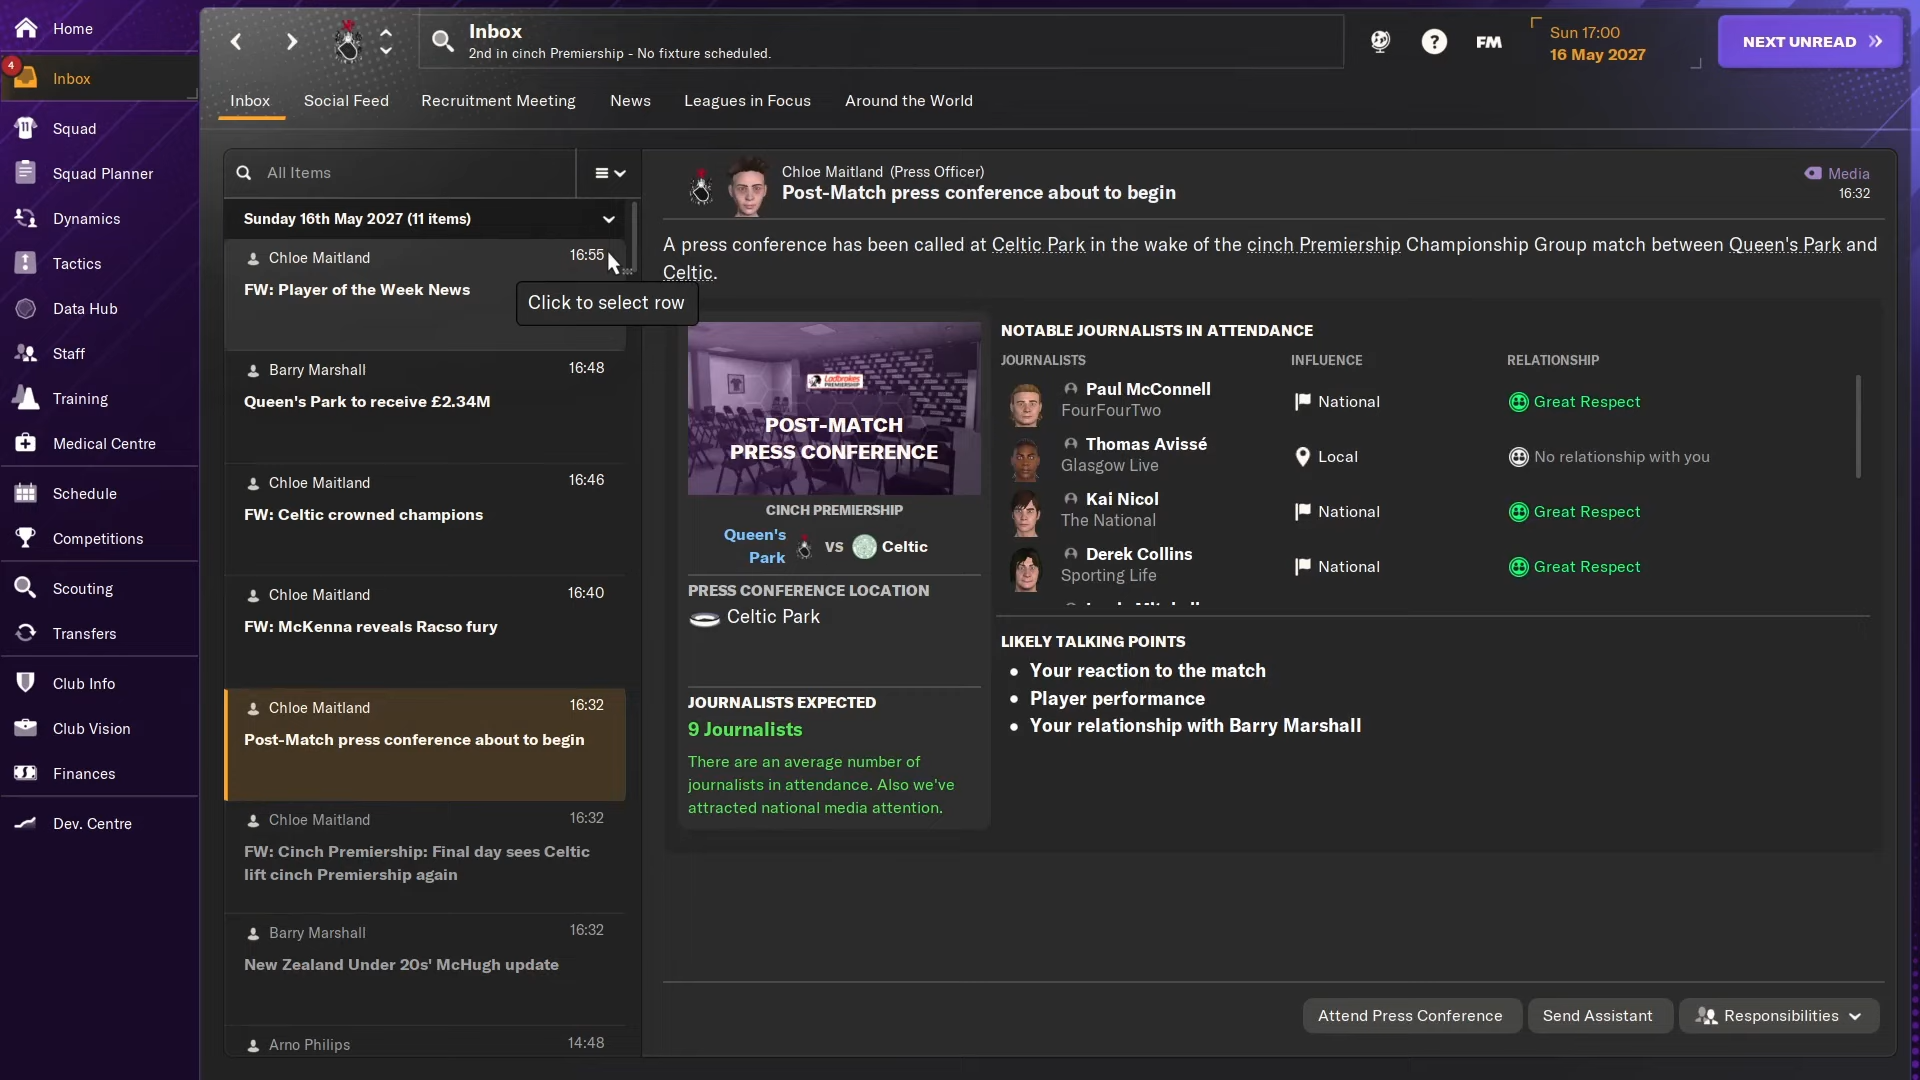 Home
4
Inbox
Squad
Squad Planner
Dynamics
Tactics
Data Hub
Staff
Training
Medical Centre
Schedule
Competitions
Scouting
Transfers
Club Info
Club Vision
Finances
Dev. Centre
Inbox
2nd in cinch Premiership - No fixture scheduled.
?
FM
Sun 17:00
16 May 2027
NEXT UNREAD
Inbox
Social Feed
Recruitment Meeting
News
Leagues in Focus
Around the World
All Items
Sunday 16th May 2027 (11 items)
Chloe Maitland 16:55
FW: Player of the Week News
Click to select row
Barry Marshall 16:48
Queen's Park to receive £2.34M
Chloe Maitland 16:46
FW: Celtic crowned champions
Chloe Maitland 16:40
FW: McKenna reveals Racso fury
Chloe Maitland 16:32
Post-Match press conference about to begin
Chloe Maitland 16:32
FW: Cinch Premiership: Final day sees Celtic
lift cinch Premiership again
Barry Marshall 16:32
New Zealand Under 20s' McHugh update
Arno Philips 14:48
Chloe Maitland (Press Officer)
Post-Match press conference about to begin
Media
16:32
A press conference has been called at Celtic Park in the wake of the cinch Premiership Championship Group match between Queen's Park and
Celtic.
Ladbrokes
PREMIERSHIP
POST-MATCH
PRESS CONFERENCE
CINCH PREMIERSHIP
Queen's
Park VS Celtic
PRESS CONFERENCE LOCATION
Celtic Park
JOURNALISTS EXPECTED
9 Journalists
There are an average number of
journalists in attendance. Also we've
attracted national media attention.
NOTABLE JOURNALISTS IN ATTENDANCE
JOURNALISTS INFLUENCE RELATIONSHIP
Paul McConnell
FourFourTwo
National
Great Respect
Thomas Avissé
Glasgow Live
Local
No relationship with you
Kai Nicol
The National
National
Great Respect
Derek Collins
Sporting Life
National
Great Respect
LIKELY TALKING POINTS
• Your reaction to the match
• Player performance
• Your relationship with Barry Marshall
Attend Press Conference
Send Assistant
Responsibilities